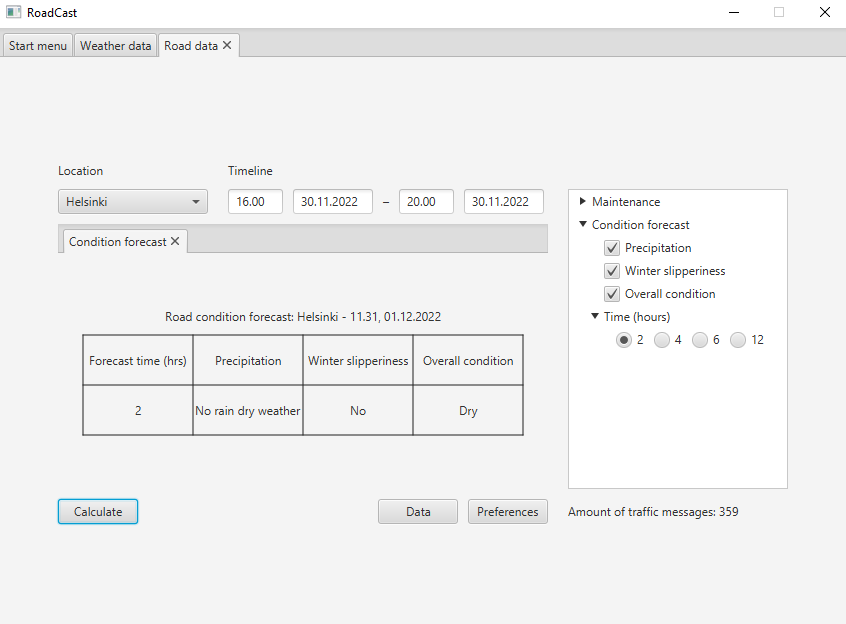 RoadCast
Start menu Weather data Road data
Location Timeline
Helsinki 16.00 30.11.2022 – 20.00 30.11.2022
Condition forecast
Road condition forecast: Helsinki - 11.31, 01.12.2022
Forecast time (hrs) Precipitation Winter slipperiness Overall condition
2 No rain dry weather No Dry
Calculate Data Preferences
Maintenance
Condition forecast
Precipitation
Winter slipperiness
Overall condition
Time (hours)
2 4 6 12
Amount of traffic messages: 359